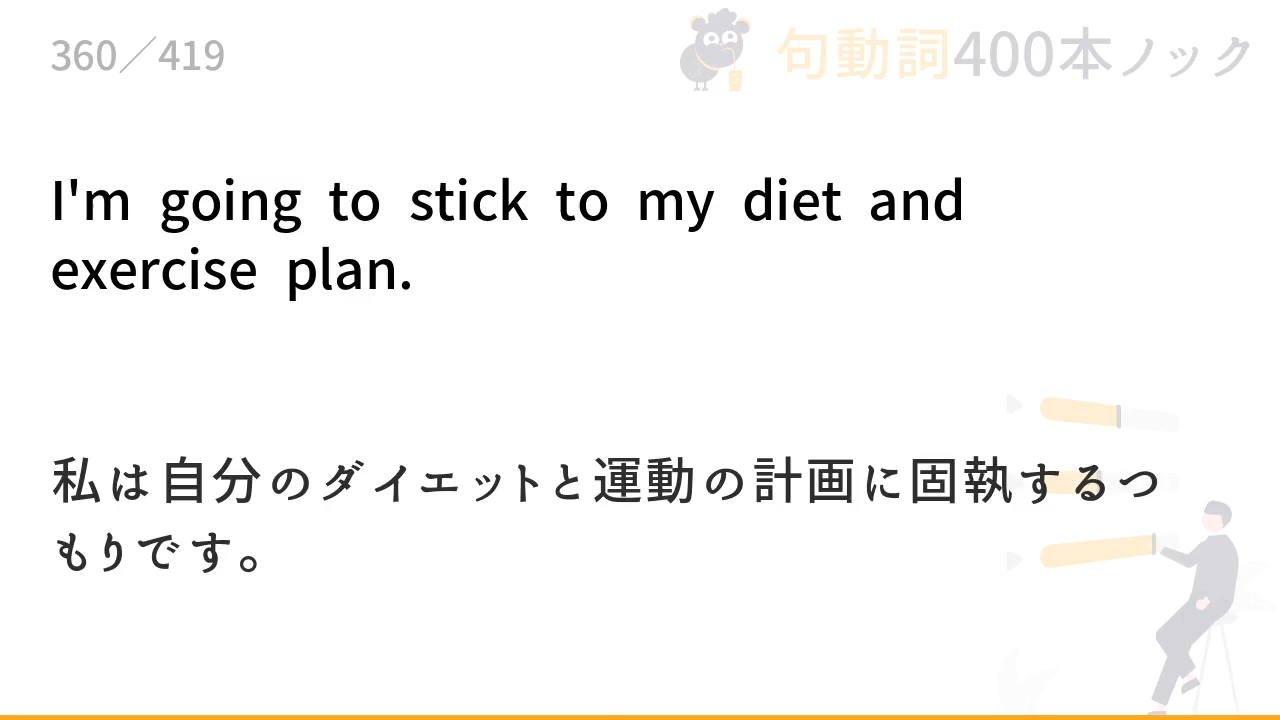 360／419
句動詞400本ノック
I'm going to stick to my diet and
exercise plan.
私は自分のダイエットと運動の計画に固執するつ
もりです。